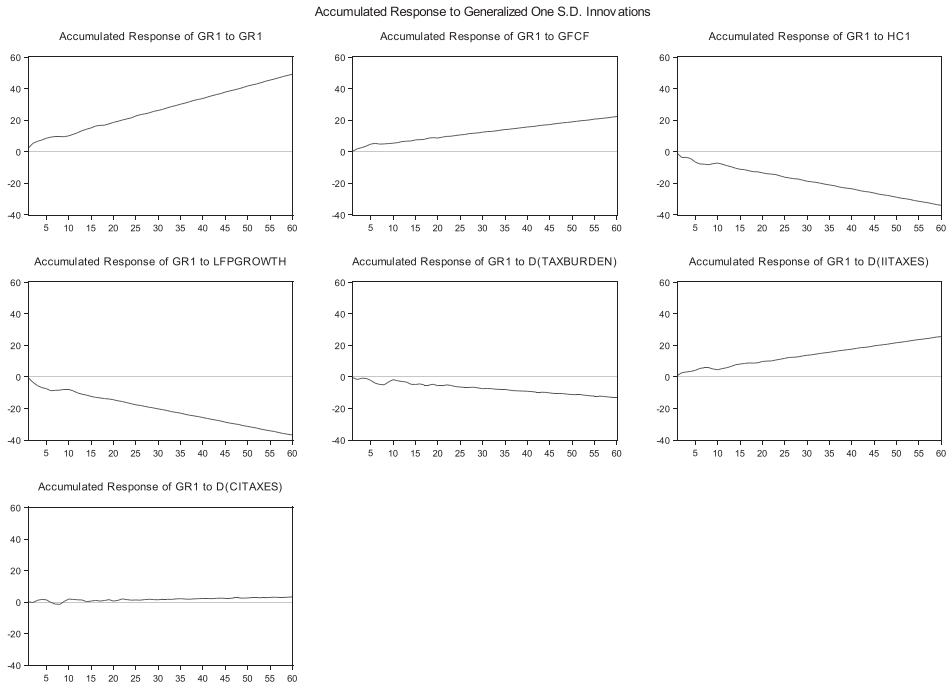 Accumulated Response to Generalized One S.D. Innovations
Accumulated Response of GR1 to GR1
60
40
20
0
-20
-40
5 10 15 20 25 30 35 40 45 50 55 60
Accumulated Response of GR1 to GFCF
60
40
20
0
-20
-40
5 10 15 20 25 30 35 40 45 50 55 60
Accumulated Response of GR1 to HC1
60
40
20
0
-20
-40
5 10 15 20 25 30 35 40 45 50 55 60
Accumulated Response of GR1 to LFPGROWTH
60
40
20
0
-20
-40
5 10 15 20 25 30 35 40 45 50 55 60
Accumulated Response of GR1 to D(TAXBURDEN)
60
40
20
0
-20
-40
5 10 15 20 25 30 35 40 45 50 55 60
Accumulated Response of GR1 to D(IITAXES)
60
40
20
0
-20
-40
5 10 15 20 25 30 35 40 45 50 55 60
Accumulated Response of GR1 to D(CITAXES)
60
40
20
0
-20
-40
5 10 15 20 25 30 35 40 45 50 55 60